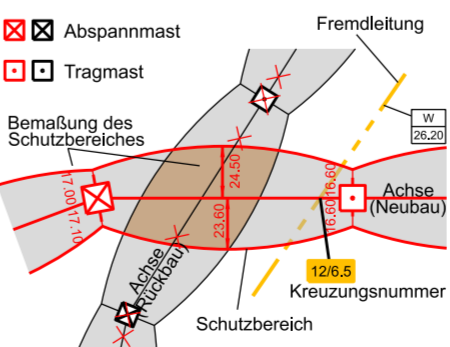 Abspannmast
Tragmast
Fremdleitung
W
26.20
Bemaßung des
Schutzbereiches
17.00
17.10
24.50
23.60
16.60
16.60
Achse
(Neubau)
Achse
(Rückbau)
12/6.5
Kreuzungsnummer
Schutzbereich